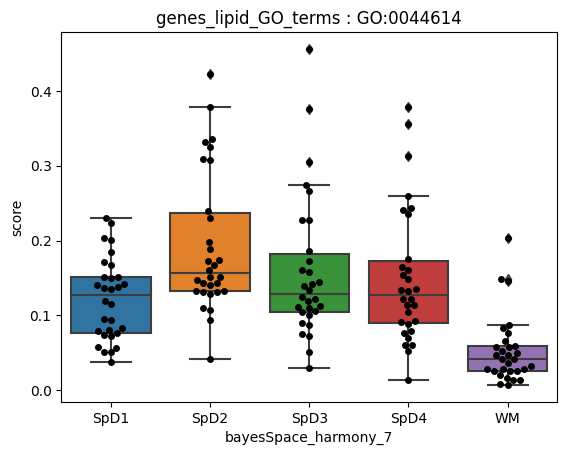 genes_lipid_GO_terms : GO:0044614
score
0.4
0.3
0.2
0.1
0.0
SpD1 SpD2 SpD3 SpD4 WM
bayesSpace_harmony_7